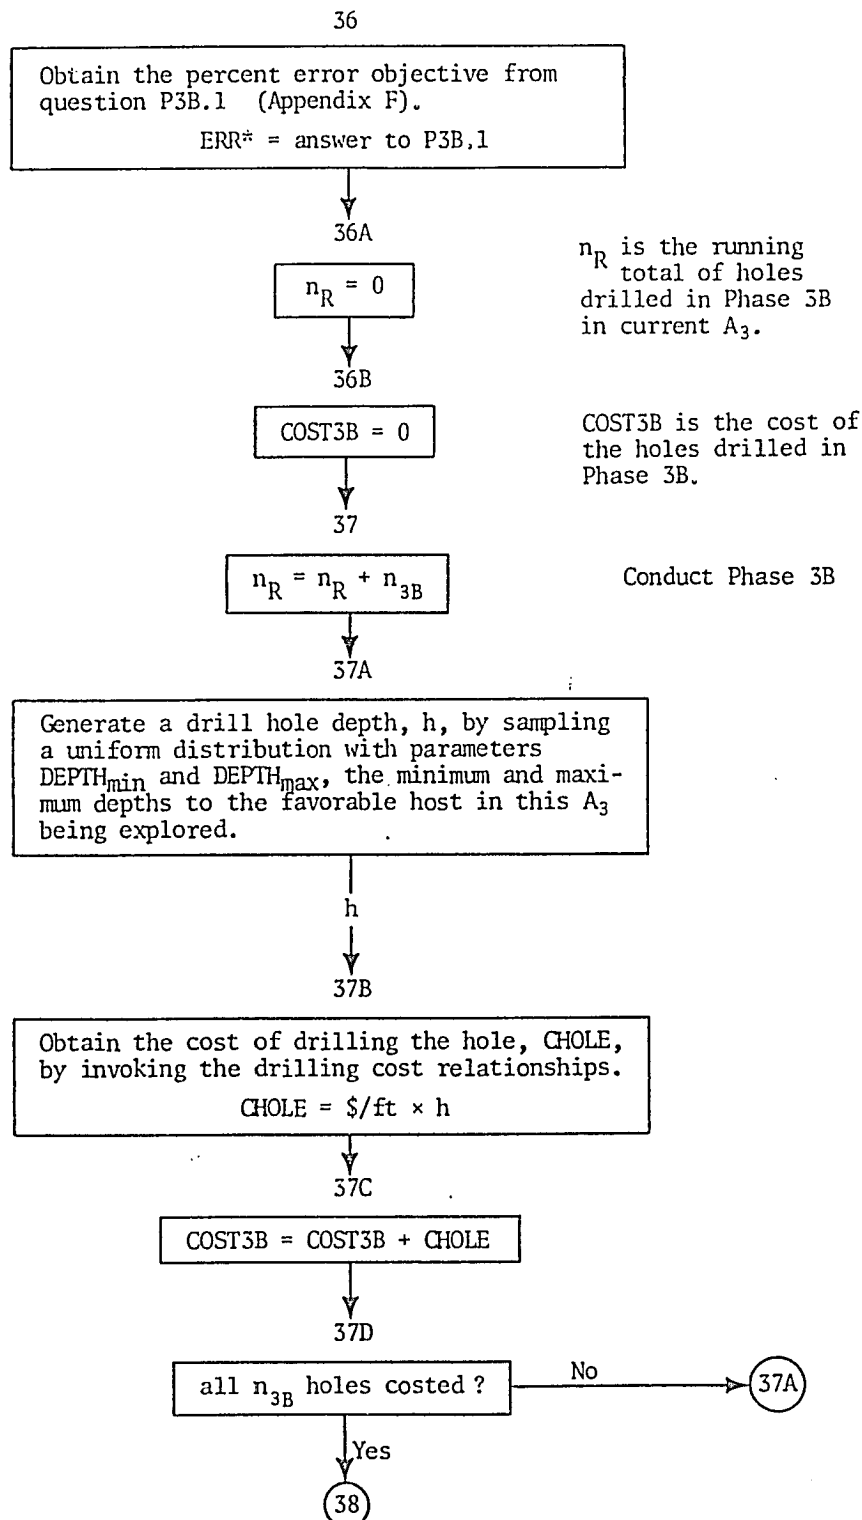 36
Obtain the percent error objective from
question P3B.1 (Appendix F).
ERR* = answer to P3B.1
36A
n_R = 0
n_R is the running
total of holes
drilled in Phase 3B
in current A_3.
36B
COST3B = 0
COST3B is the cost of
the holes drilled in
Phase 3B.
37
n_R = n_R + n_3B
Conduct Phase 3B
37A
Generate a drill hole depth, h, by sampling
a uniform distribution with parameters
DEPTH_min and DEPTH_max, the minimum and maxi-
mum depths to the favorable host in this A_3
being explored.
h
37B
Obtain the cost of drilling the hole, CHOLE,
by invoking the drilling cost relationships.
CHOLE = $/ft × h
37C
COST3B = COST3B + CHOLE
37D
all n_3B holes costed ?
No
37A
Yes
38